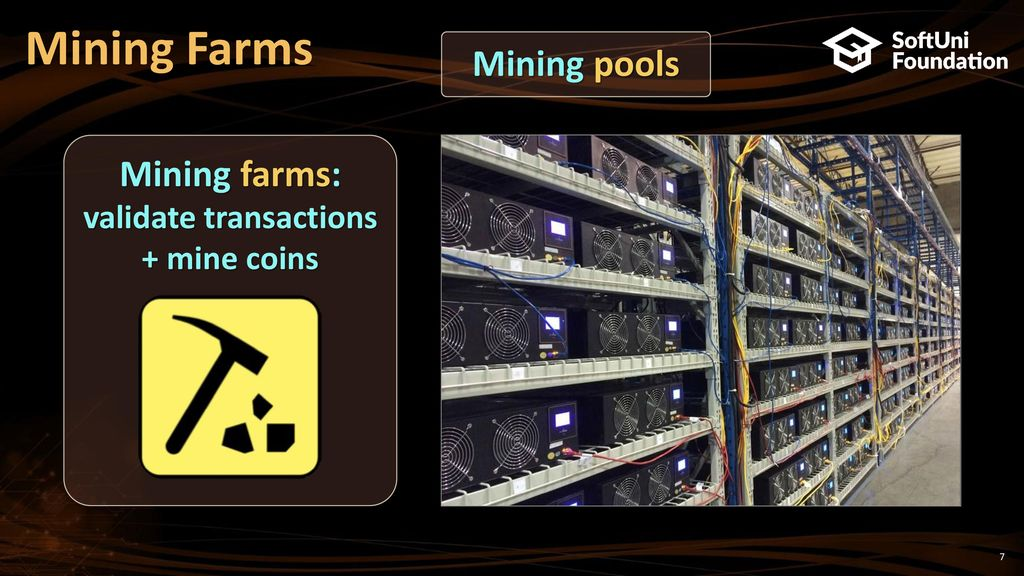 Mining Farms
Mining pools
SoftUni
Foundation
Mining farms:
validate transactions
+ mine coins
7